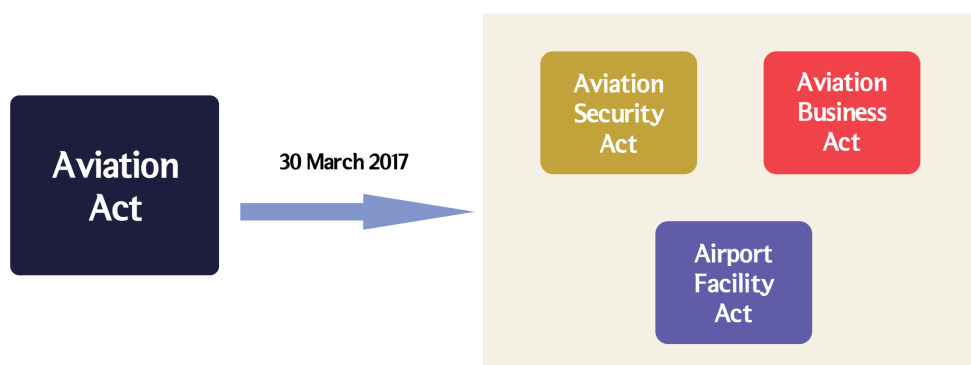 Aviation
Act
30 March 2017
Aviation
Security
Act
Aviation
Business
Act
Airport
Facility
Act